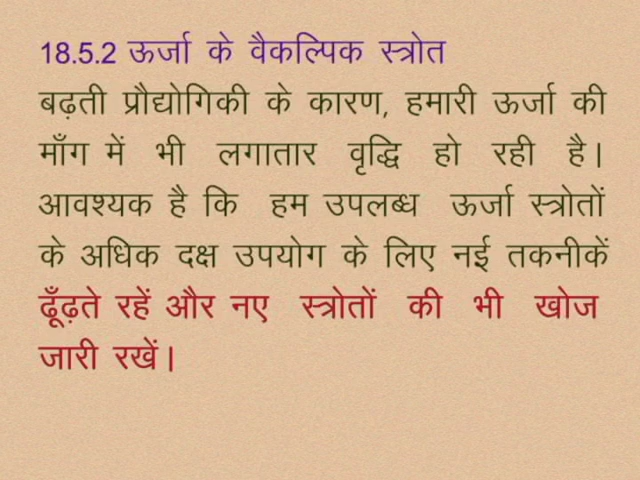 18.5.2 ऊर्जा के वैकल्पिक स्त्रोत
बढ़ती प्रौद्योगिकी के कारण, हमारी ऊर्जा की
माँग में भी लगातार वृद्धि हो रही है।
आवश्यक है कि हम उपलब्ध ऊर्जा स्त्रोतों
के अधिक दक्ष उपयोग के लिए नई तकनीकें
ढूँढ़ते रहें और नए स्त्रोतों की भी खोज
जारी रखें।